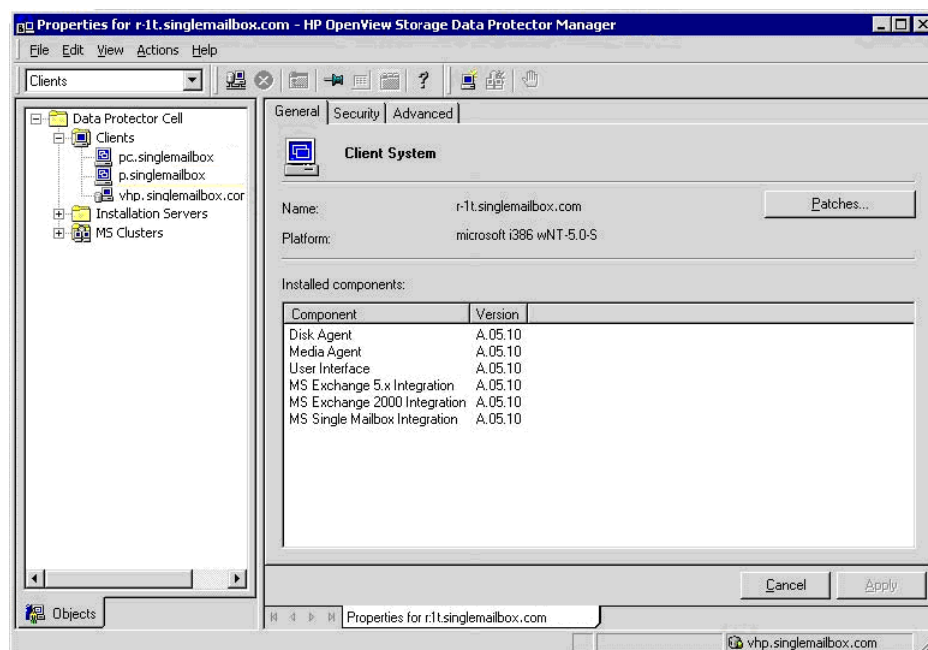 Properties for r-1t.singlemailbox.com - HP OpenView Storage Data Protector Manager
File Edit View Actions Help
Clients
Data Protector Cell
Clients
pc.singlemailbox
p.singlemailbox
vhp.singlemailbox.cor
Installation Servers
MS Clusters
Objects
General Security Advanced
Client System
Name: r-1t.singlemailbox.com
Patches...
Platform: microsoft i386 wNT-5.0-S
Installed components:
Component Version
Disk Agent A.05.10
Media Agent A.05.10
User Interface A.05.10
MS Exchange 5.x Integration A.05.10
MS Exchange 2000 Integration A.05.10
MS Single Mailbox Integration A.05.10
Cancel Apply
Properties for r:1t.singlemailbox.com
vhp.singlemailbox.com